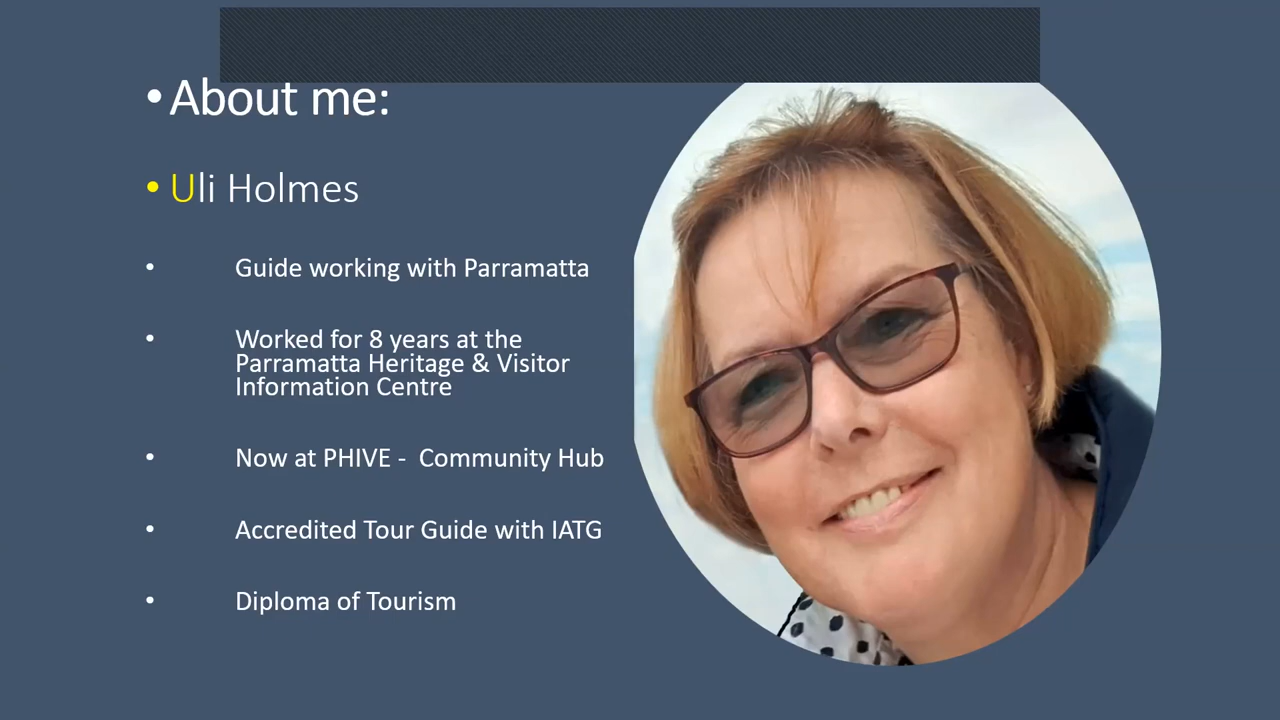 • About me:
• Uli Holmes
• Guide working with Parramatta
• Worked for 8 years at the
Parramatta Heritage & Visitor
Information Centre
• Now at PHIVE -  Community Hub
• Accredited Tour Guide with IATG
• Diploma of Tourism